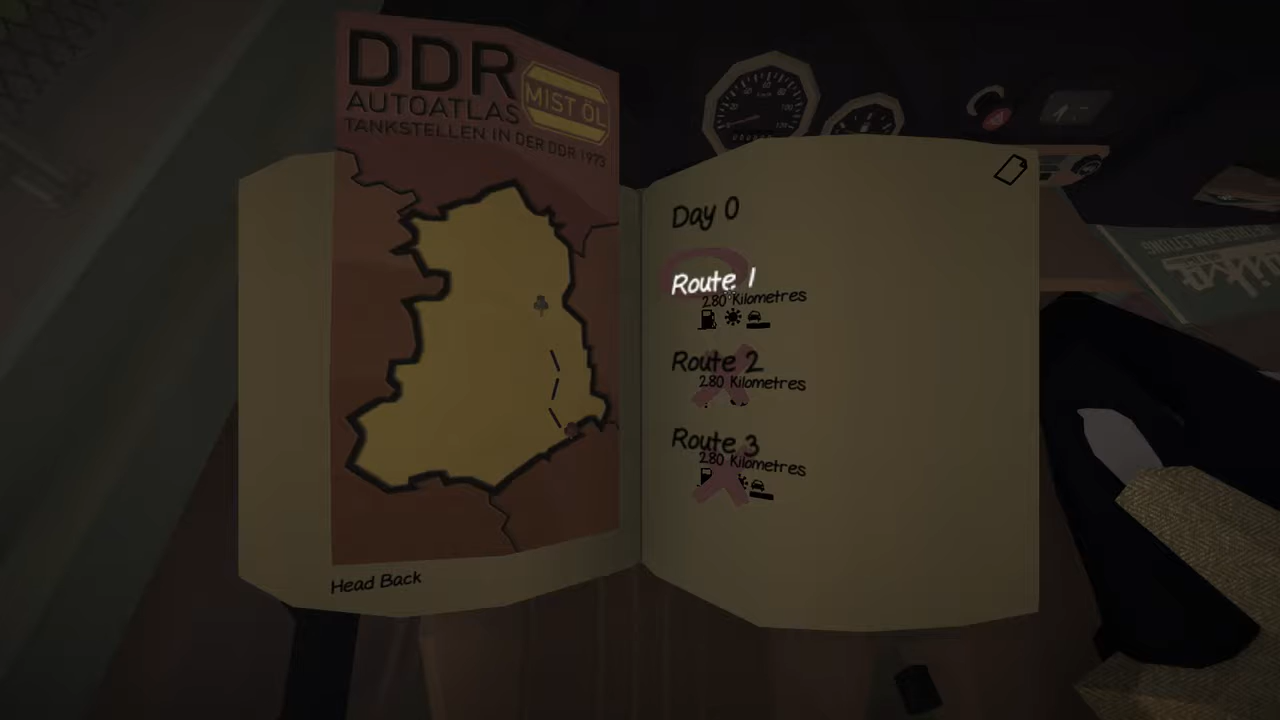 DDR
MIST ÖL
AUTOATLAS
TANKSTELLEN IN DER DDR 1973
Head Back
Day 0
Route 1
280 Kilometres
Route 2
280 Kilometres
Route 3
280 Kilometres